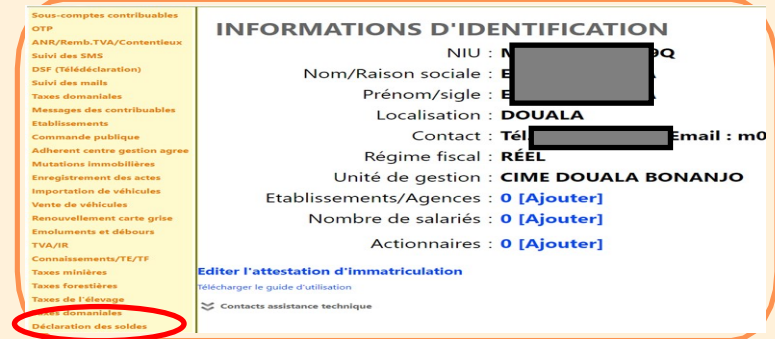 Sous-comptes contribuables
OTP
ANR/Remb.TVA/Contentieux
Suivi des SMS
DSF (Télédéclaration)
Suivi des mails
Taxes domaniales
Messages des contribuables
Etablissements
Commande publique
Adherent centre gestion agree
Mutations immobilières
Enregistrement des actes
Importation de véhicules
Vente de véhicules
Renouvellement carte grise
Emoluments et débours
TVA/IR
Connaissements/TE/TF
Taxes minières
Taxes forestières
Taxes de l'élevage
Taxes domaniales
Déclaration des soldes
INFORMATIONS D'IDENTIFICATION
NIU :
Nom/Raison sociale :
Prénom/sigle :
Localisation : DOUALA
Contact : Tél. Email : m0
Régime fiscal : RÉEL
Unité de gestion : CIME DOUALA BONANJO
Etablissements/Agences : 0 [Ajouter]
Nombre de salariés : 0 [Ajouter]
Actionnaires : 0 [Ajouter]
Editer l'attestation d'immatriculation
Télécharger le guide d'utilisation
Contacts assistance technique